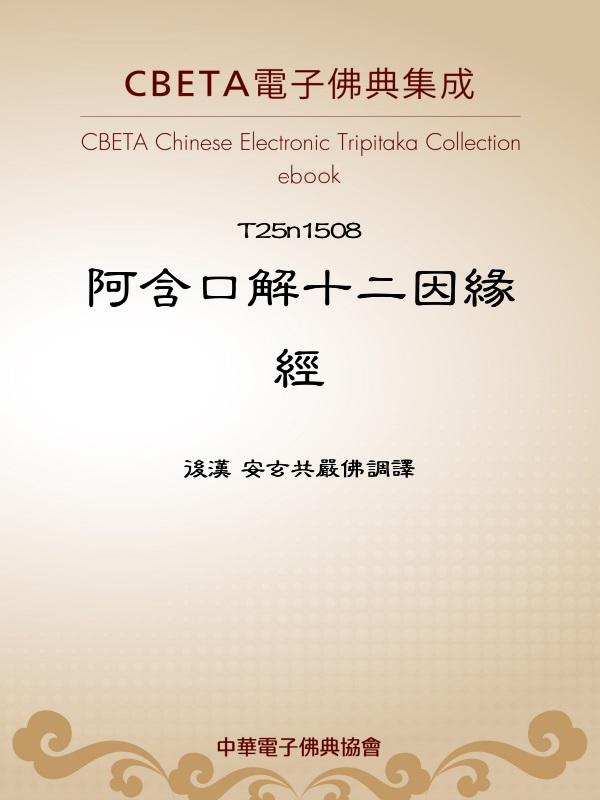 CBETA電子佛典集成
CBETA Chinese Electronic Tripitaka Collection
ebook
T25n1508
阿含口解十二因緣
經
後漢 安玄共嚴佛調譯
中華電子佛典協會